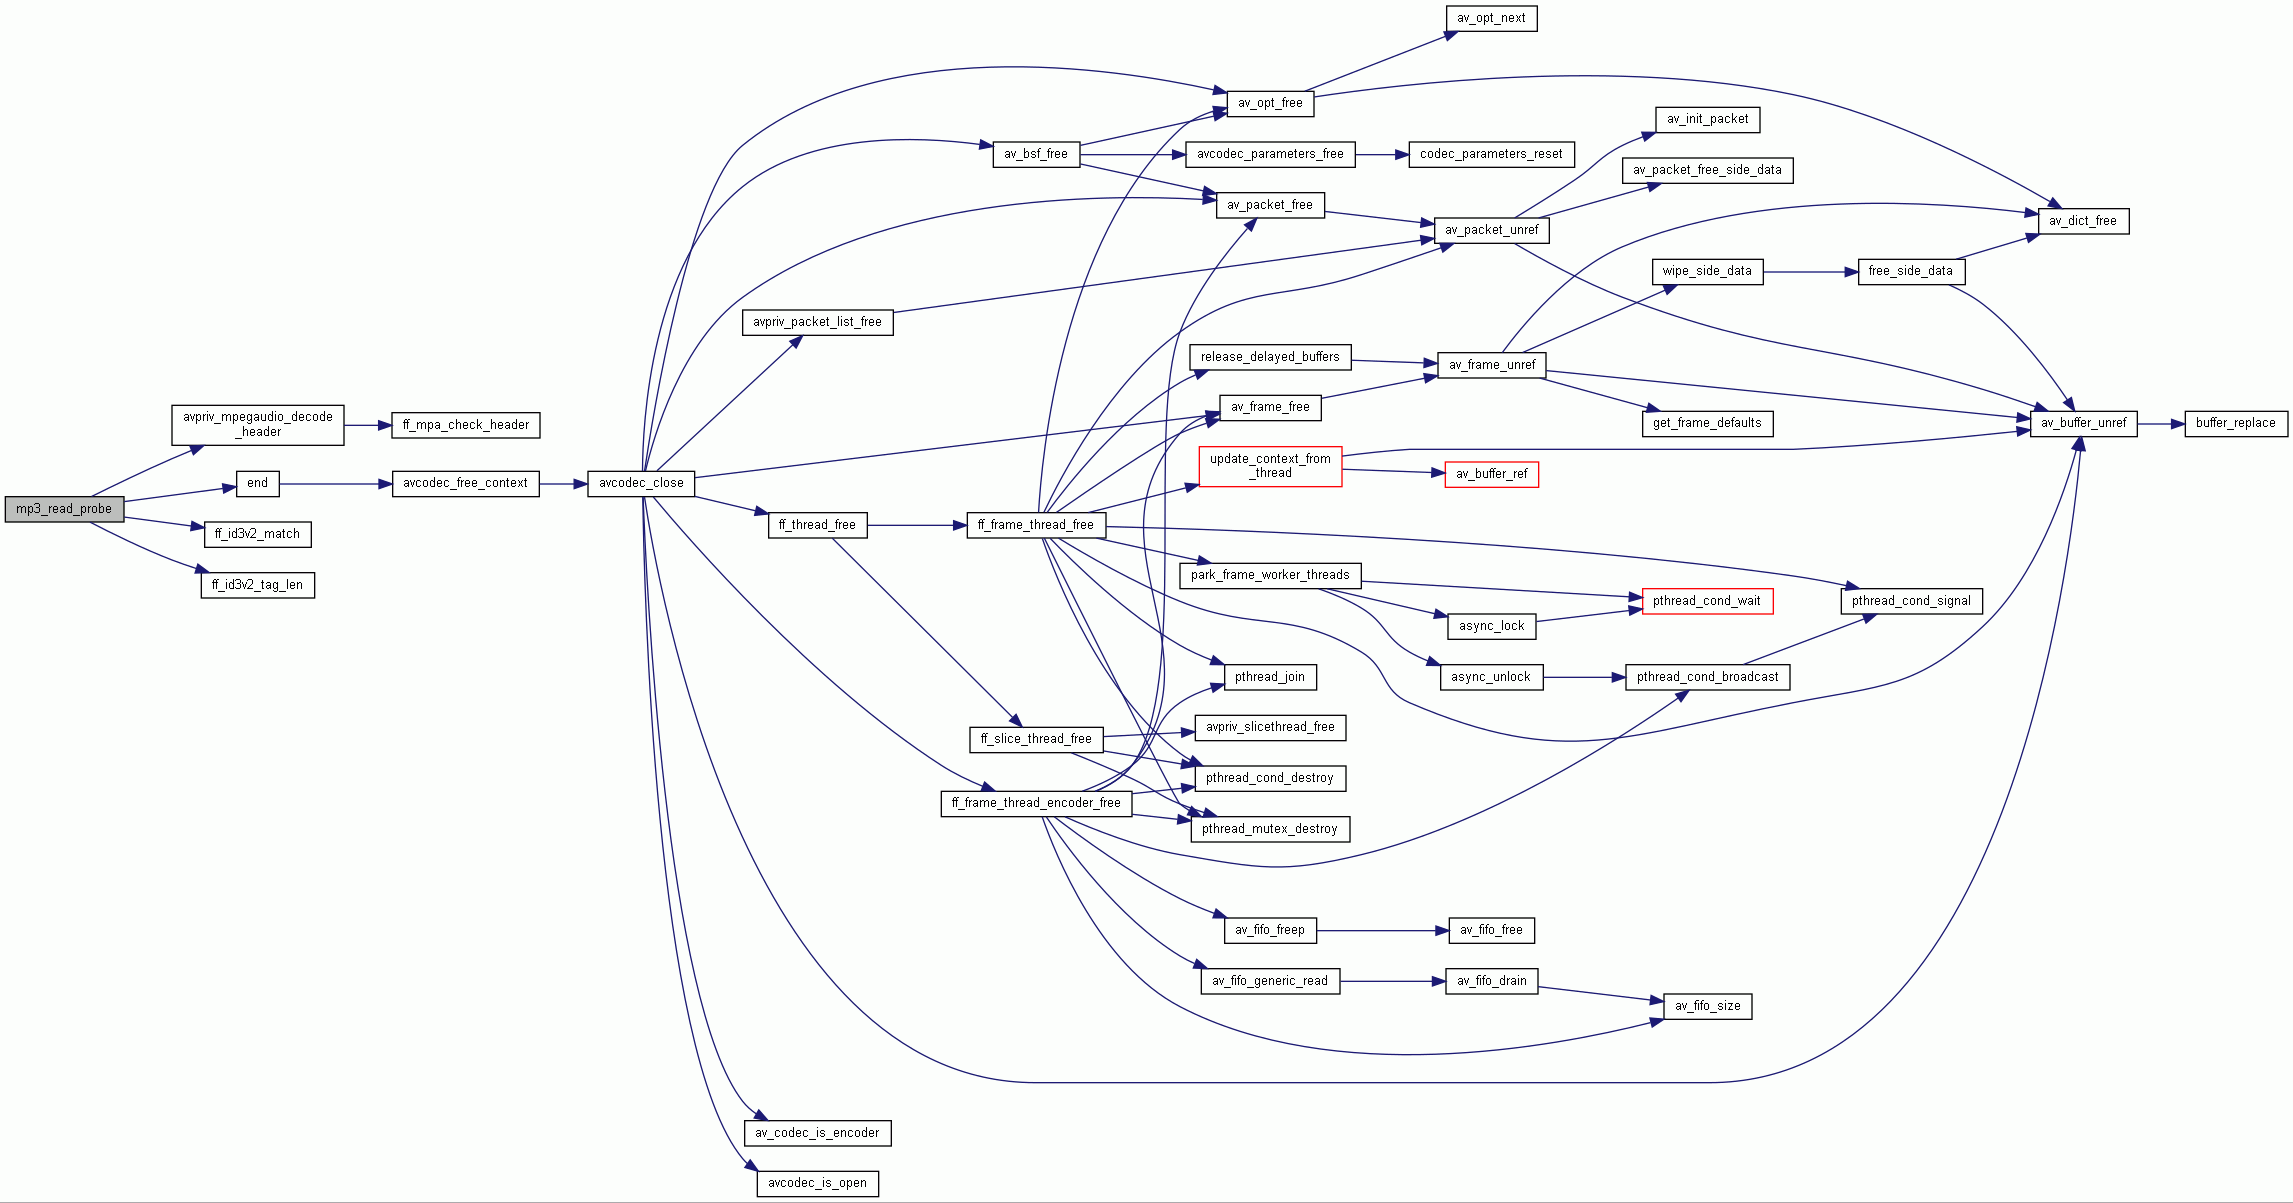 mp3_read_probe
avpriv_mpegaudio_decode
_header
end
ff_id3v2_match
ff_id3v2_tag_len
ff_mpa_check_header
avcodec_free_context
avcodec_close
avpriv_packet_list_free
ff_thread_free
av_codec_is_encoder
avcodec_is_open
av_bsf_free
ff_frame_thread_free
ff_slice_thread_free
ff_frame_thread_encoder_free
av_opt_free
avcodec_parameters_free
av_packet_free
release_delayed_buffers
av_frame_free
update_context_from
_thread
park_frame_worker_threads
pthread_join
avpriv_slicethread_free
pthread_cond_destroy
pthread_mutex_destroy
av_fifo_freep
av_fifo_generic_read
av_opt_next
codec_parameters_reset
av_packet_unref
av_frame_unref
av_buffer_ref
async_lock
async_unlock
av_fifo_free
av_fifo_drain
av_init_packet
av_packet_free_side_data
wipe_side_data
get_frame_defaults
pthread_cond_wait
pthread_cond_broadcast
av_fifo_size
free_side_data
pthread_cond_signal
av_dict_free
av_buffer_unref
buffer_replace